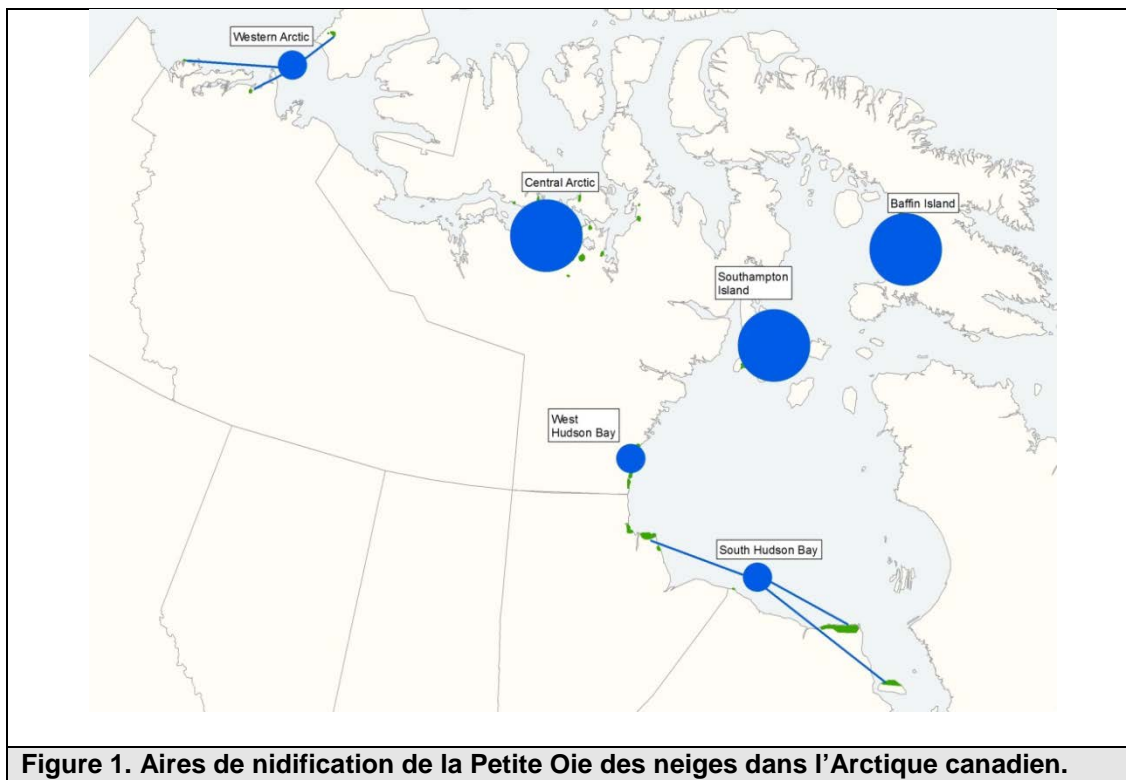 Western Arctic
Central Arctic
Baffin Island
Southampton
Island
West
Hudson Bay
South Hudson Bay
Figure 1. Aires de nidification de la Petite Oie des neiges dans l’Arctique canadien.